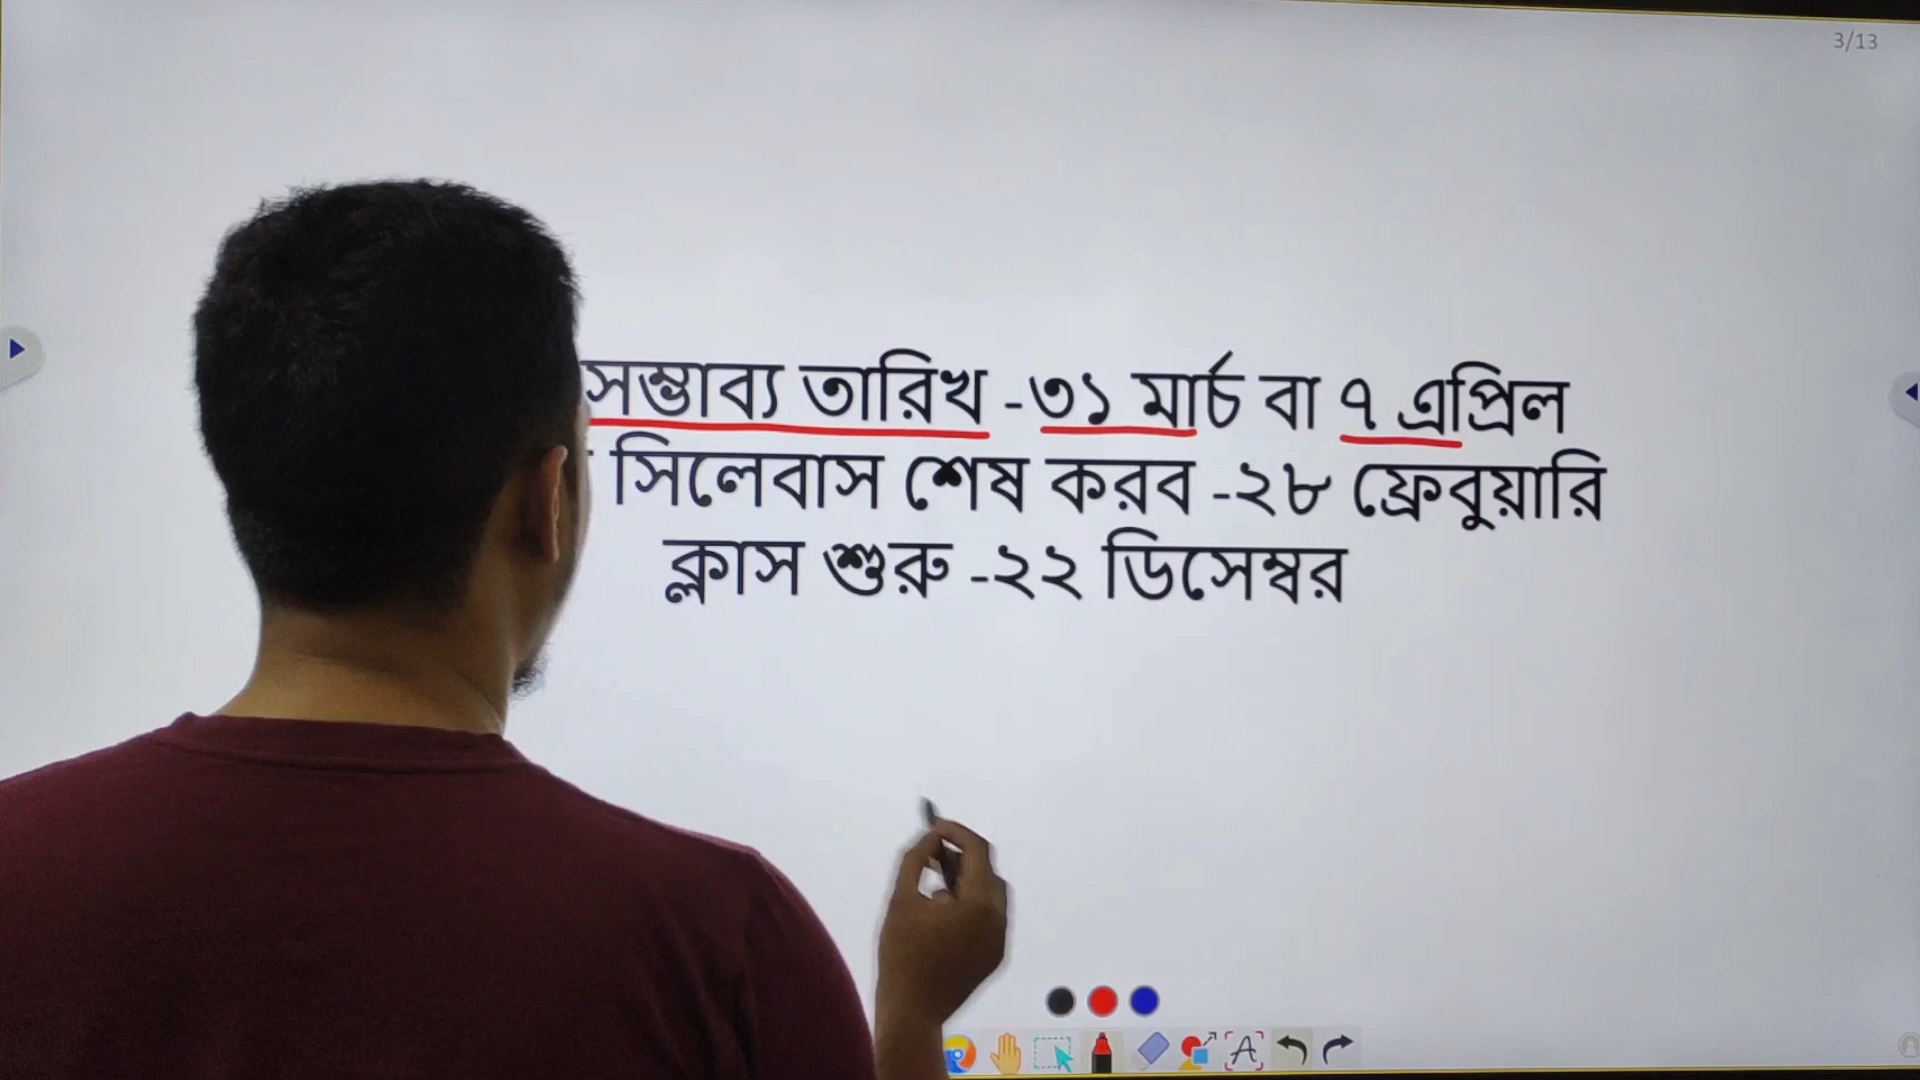 3/13
সম্ভাব্য তারিখ -৩১ মার্চ বা ৭ এপ্রিল
সিলেবাস শেষ করব -২৮ ফ্রেবুয়ারি
ক্লাস শুরু -২২ ডিসেম্বর